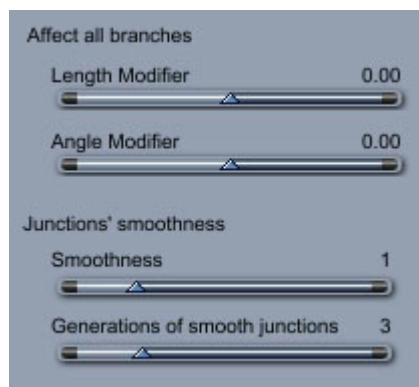 Affect all branches
Length Modifier 0.00
Angle Modifier 0.00
Junctions' smoothness
Smoothness 1
Generations of smooth junctions 3